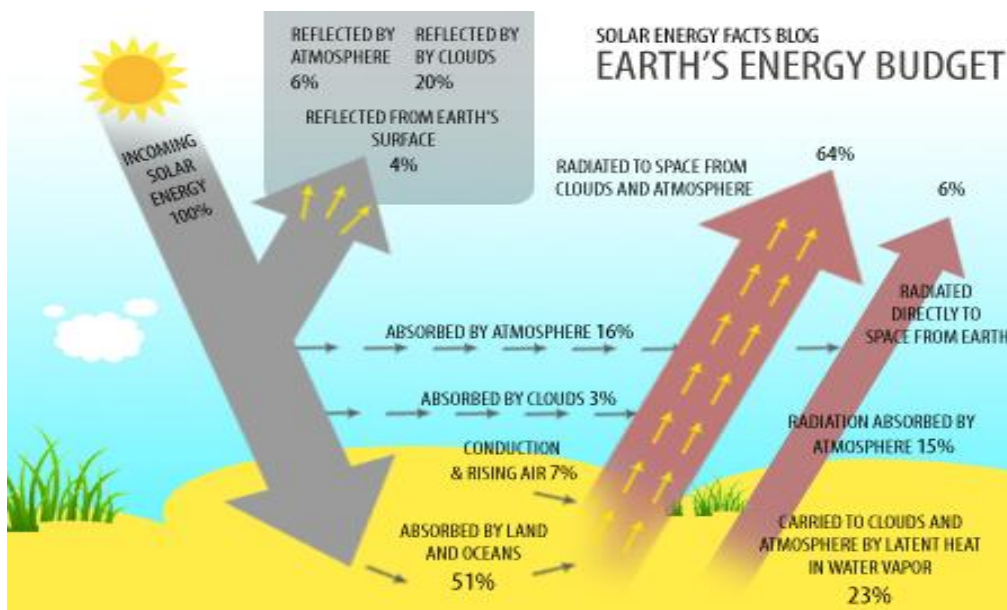 SOLAR ENERGY FACTS BLOG
EARTH'S ENERGY BUDGET
REFLECTED BY
ATMOSPHERE
6%
REFLECTED BY
BY CLOUDS
20%
REFLECTED FROM EARTH'S
SURFACE
4%
INCOMING
SOLAR
ENERGY
100%
RADIATED TO SPACE FROM
CLOUDS AND ATMOSPHERE
64%
6%
RADIATED
DIRECTLY TO
SPACE FROM EARTH
ABSORBED BY ATMOSPHERE 16%
ABSORBED BY CLOUDS 3%
CONDUCTION
& RISING AIR 7%
RADIATION ABSORBED BY
ATMOSPHERE 15%
ABSORBED BY LAND
AND OCEANS
51%
CARRIED TO CLOUDS AND
ATMOSPHERE BY LATENT HEAT
IN WATER VAPOR
23%